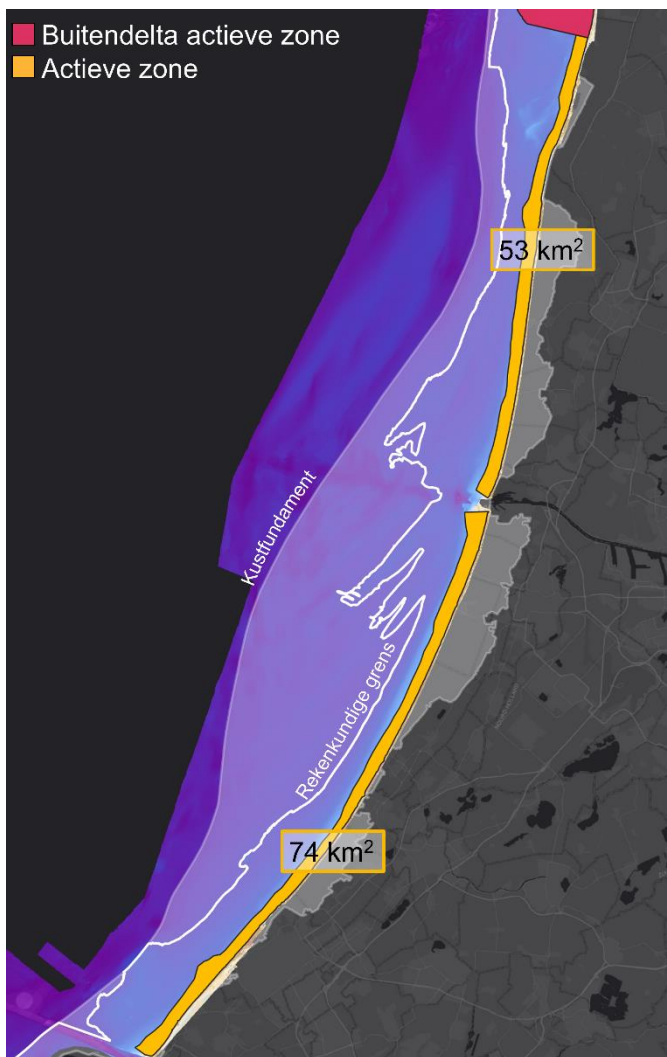 Buitendelta actieve zone
Actieve zone
53 km²
Kustfundament
Rekenkundige grens
74 km²